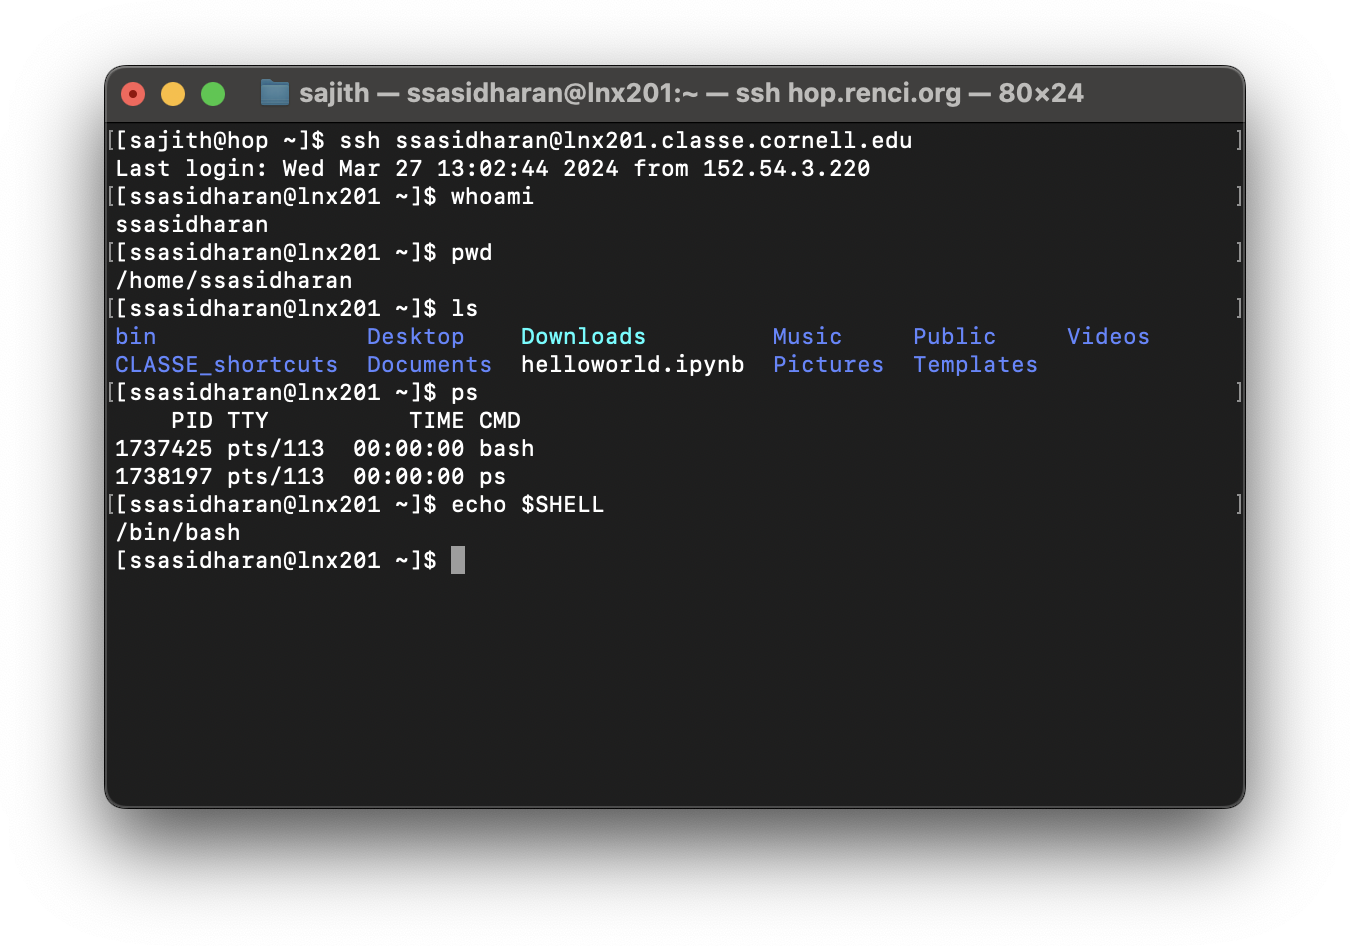 sajith — ssasidharan@lnx201:~ — ssh hop.renci.org — 80×24
[[sajith@hop ~]$ ssh ssasidharan@lnx201.classe.cornell.edu ]
Last login: Wed Mar 27 13:02:44 2024 from 152.54.3.220
[[ssasidharan@lnx201 ~]$ whoami ]
ssasidharan
[[ssasidharan@lnx201 ~]$ pwd ]
/home/ssasidharan
[[ssasidharan@lnx201 ~]$ ls ]
bin Desktop Downloads Music Public Videos
CLASSE_shortcuts Documents helloworld.ipynb Pictures Templates
[[ssasidharan@lnx201 ~]$ ps ]
PID TTY TIME CMD
1737425 pts/113 00:00:00 bash
1738197 pts/113 00:00:00 ps
[[ssasidharan@lnx201 ~]$ echo $SHELL ]
/bin/bash
[ssasidharan@lnx201 ~]$